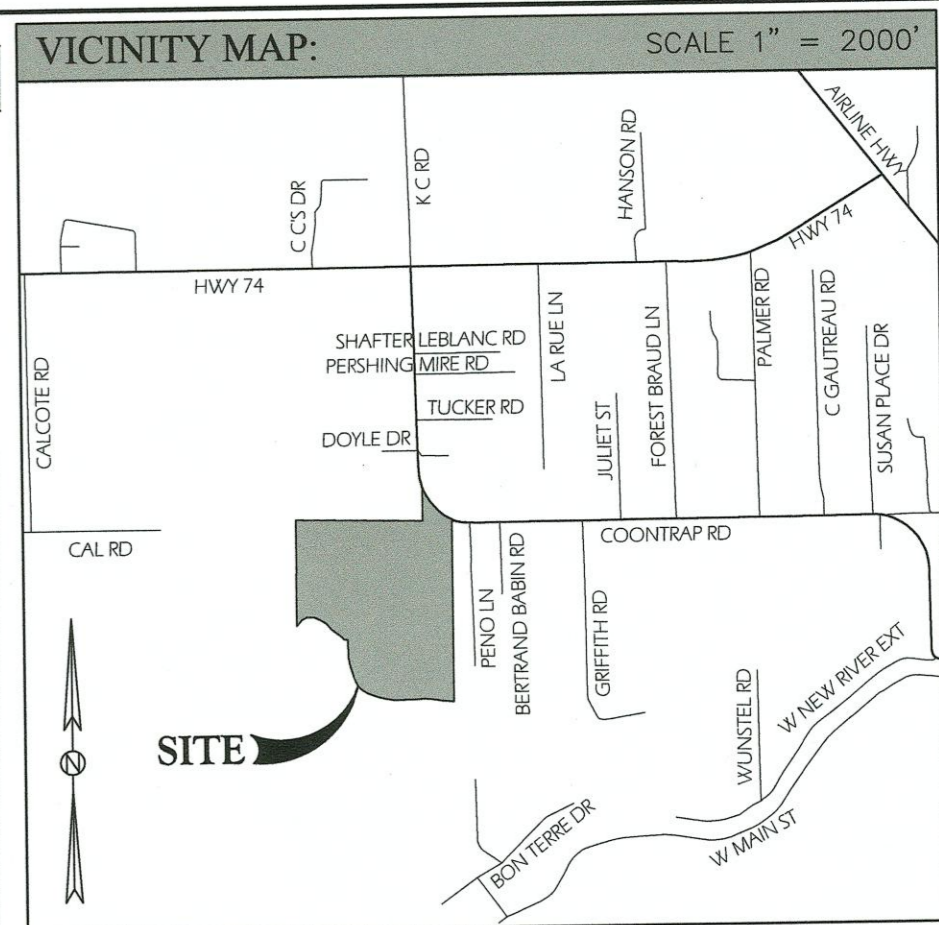 VICINITY MAP:
SCALE 1" = 2000'
AIRLINE HWY
HANSON RD
K C RD
C C'S DR
HWY 74
HWY 74
CALCOTE RD
SHAFTER LEBLANC RD
PERSHING MIRE RD
LA RUE LN
TUCKER RD
DOYLE DR
JULIET ST
FOREST BRAUD LN
PALMER RD
C GAUTREAU RD
SUSAN PLACE DR
CAL RD
COONTRAP RD
PENO LN
BERTRAND BABIN RD
GRIFFITH RD
WUNSTEL RD
W NEW RIVER EXT
SITE
N
BON TERRE DR
W MAIN ST